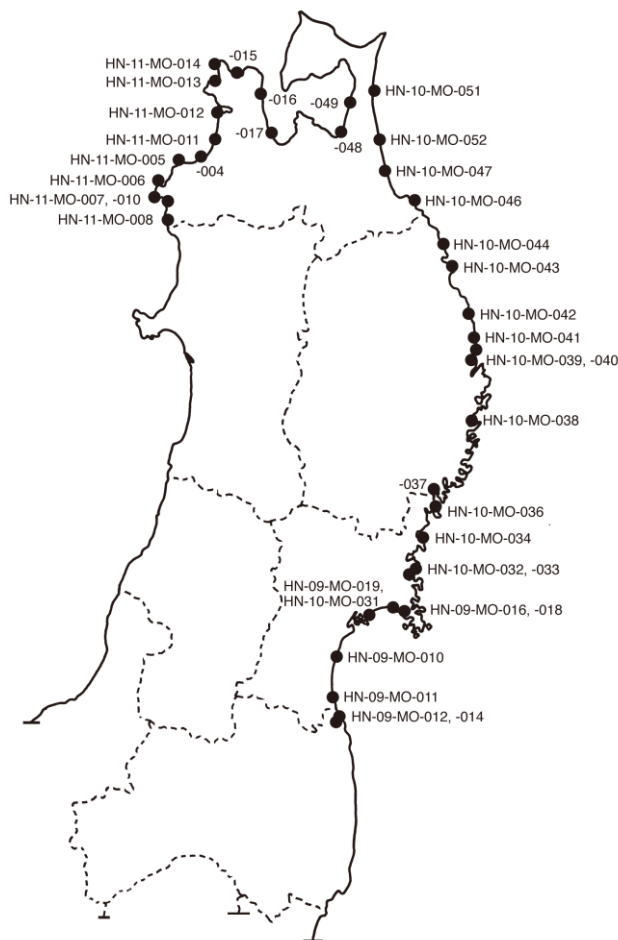 HN-11-MO-014
-015
HN-11-MO-013
-016
HN-11-MO-012
-017
HN-11-MO-011
HN-11-MO-005
-004
HN-11-MO-006
HN-11-MO-007, -010
HN-11-MO-008
-049
-048
HN-10-MO-051
HN-10-MO-052
HN-10-MO-047
HN-10-MO-046
HN-10-MO-044
HN-10-MO-043
HN-10-MO-042
HN-10-MO-041
HN-10-MO-039, -040
HN-10-MO-038
-037
HN-10-MO-036
HN-10-MO-034
HN-10-MO-032, -033
HN-09-MO-019,
HN-10-MO-031
HN-09-MO-016, -018
HN-09-MO-010
HN-09-MO-011
HN-09-MO-012, -014